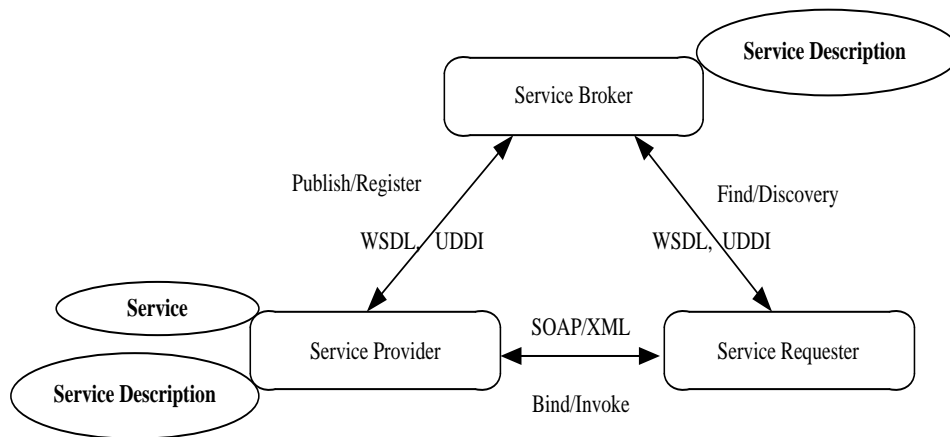 Service Description
Service Broker
Publish/Register
Find/Discovery
WSDL, UDDI
WSDL, UDDI
Service
SOAP/XML
Service Provider
Service Requester
Service Description
Bind/Invoke